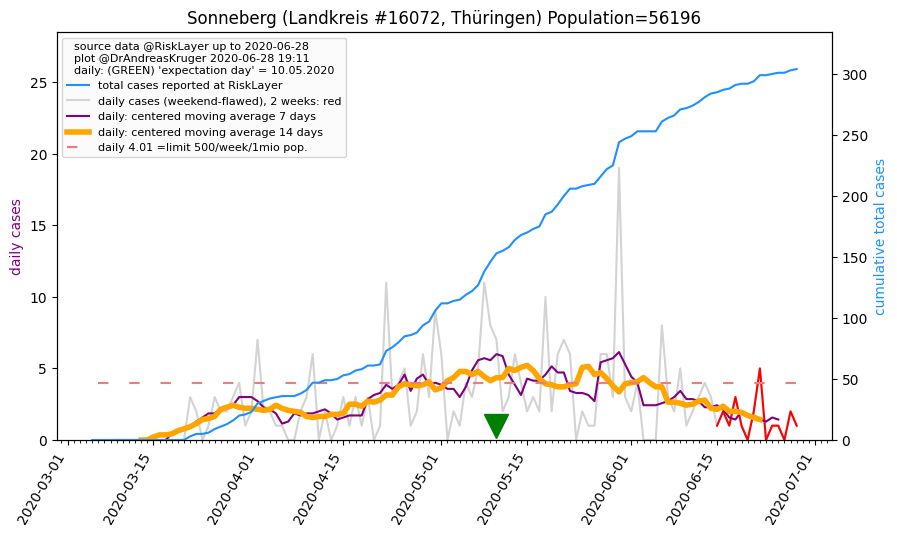 Sonneberg (Landkreis #16072, Thüringen) Population=56196
source data @RiskLayer up to 2020-06-28
plot @DrAndreasKruger 2020-06-28 19:11
daily: (GREEN) 'expectation day' = 10.05.2020
total cases reported at RiskLayer
daily cases (weekend-flawed), 2 weeks: red
daily: centered moving average 7 days
daily: centered moving average 14 days
daily 4.01 =limit 500/week/1mio pop.
daily cases
25
20
15
10
5
0
300
250
200
150
100
50
0
cumulative total cases
2020-03-01
2020-03-15
2020-04-01
2020-04-15
2020-05-01
2020-05-15
2020-06-01
2020-06-15
2020-07-01